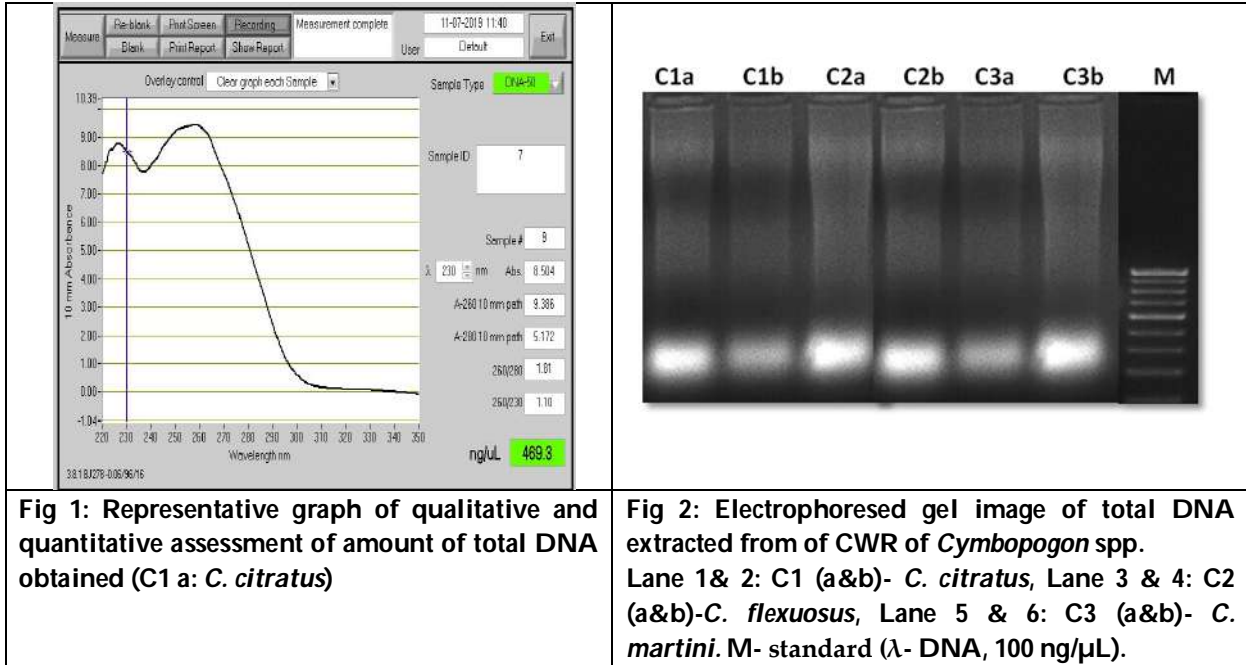 Measure Re-blank Print Screen Recording Measurement complete 11-07-2019 11:40 Exit
Blank Print Report Show Report User Default
Overlay control Clear graph each Sample Sample Type DNA-50
10.39-
9.00-
8.00-
7.00-
6.00-
5.00-
4.00-
3.00-
2.00-
1.00-
0.00-
-1.04-
10 mm Absorbence
220 230 240 250 260 270 280 290 300 310 320 330 340 350
Wavelength nm
Sample ID 7
Sample # 9
λ 230 nm Abs. 8.504
A-260 10 mm path 9.386
A-280 10 mm path 5.172
260/280 1.81
260/230 1.10
ng/uL 469.3
C1a C1b C2a C2b C3a C3b M
Fig 1: Representative graph of qualitative and
quantitative assessment of amount of total DNA
obtained (C1 a: C. citratus)
Fig 2: Electrophoresed gel image of total DNA
extracted from of CWR of Cymbopogon spp.
Lane 1& 2: C1 (a&b)- C. citratus, Lane 3 & 4: C2
(a&b)-C. flexuosus, Lane 5 & 6: C3 (a&b)- C.
martini. M- standard (λ- DNA, 100 ng/µL).